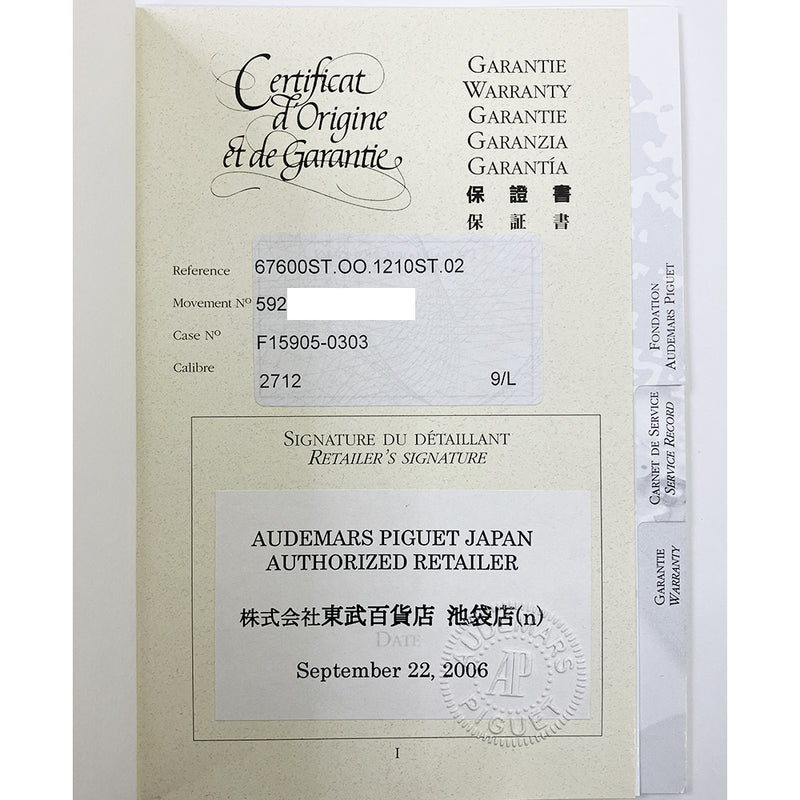 Certificat
d'Origine
et de Garantie
GARANTIE
WARRANTY
GARANTIE
GARANZIA
GARANTÍA
保證書
保証書
Reference 67600ST.OO.1210ST.02
Movement Nº 592
Case Nº F15905-0303
Calibre 2712 9/L
SIGNATURE DU DÉTAILLANT
RETAILER'S SIGNATURE
AUDEMARS PIGUET JAPAN
AUTHORIZED RETAILER
株式会社東武百貨店 池袋店(n)
DATE
September 22, 2006
AUDEMARS
AP
PIGUET
I
FONDATION
AUDEMARS PIGUET
CARNET DE SERVICE
SERVICE RECORD
GARANTIE
WARRANTY